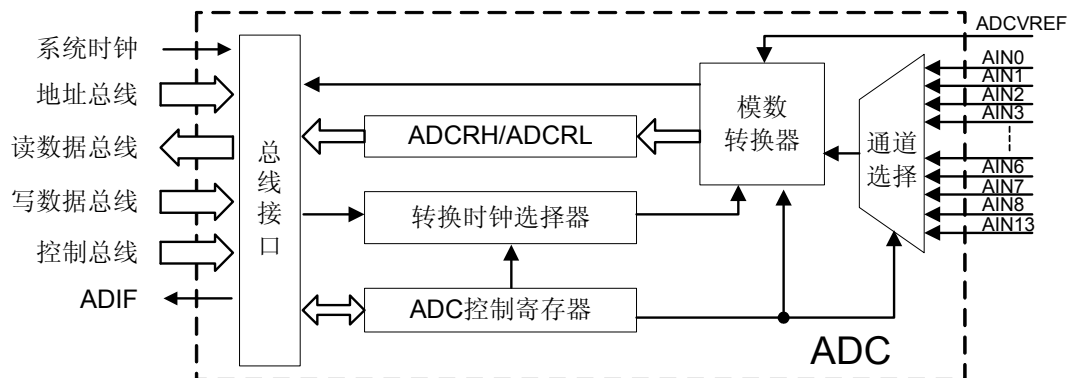 系统时钟
地址总线
读数据总线
写数据总线
控制总线
ADIF
总线接口
ADCRH/ADCRL
转换时钟选择器
ADC控制寄存器
模数
转换器
通道
选择
ADCVREF
AIN0
AIN1
AIN2
AIN3
AIN6
AIN7
AIN8
AIN13
ADC